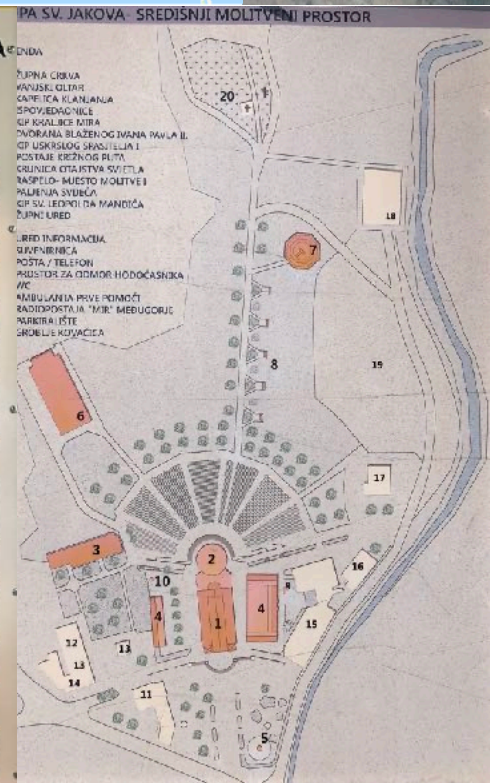 PA SV. JAKOVA- SREDIŠNJI MOLITVENI PROSTOR
ENDA
ŽUPNA CRKVA
VANJSKI OLTAR
KAPELICA KLANJANJA
ISPOVJEDAONICE
KIP KRALJICE MIRA
DVORANA BLAŽENOG IVANA PAVLA II.
KIP USKRSLOG SPASITELJA I
POSTAJE KRIŽNOG PUTA
KRUNICA OTAJSTVA SVJETLA
RASPELO- MJESTO MOLITVE I
PALJENJA SVIJEĆA
KIP SV. LEOPOLDA MANDIĆA
ŽUPNI URED
URED INFORMACIJA
SUVENIRNICA
POŠTA / TELEFON
PROSTOR ZA ODMOR HODOČASNIKA
WC
AMBULANTA PRVE POMOĆI
RADIOPOSTAJA "MIR" MEĐUGORJE
PARKIRALIŠTE
GROBLJE KOVAČICA
20
18
7
8
19
6
17
3
2
16
10
9
4
1
4
15
12
13
13
14
11
5